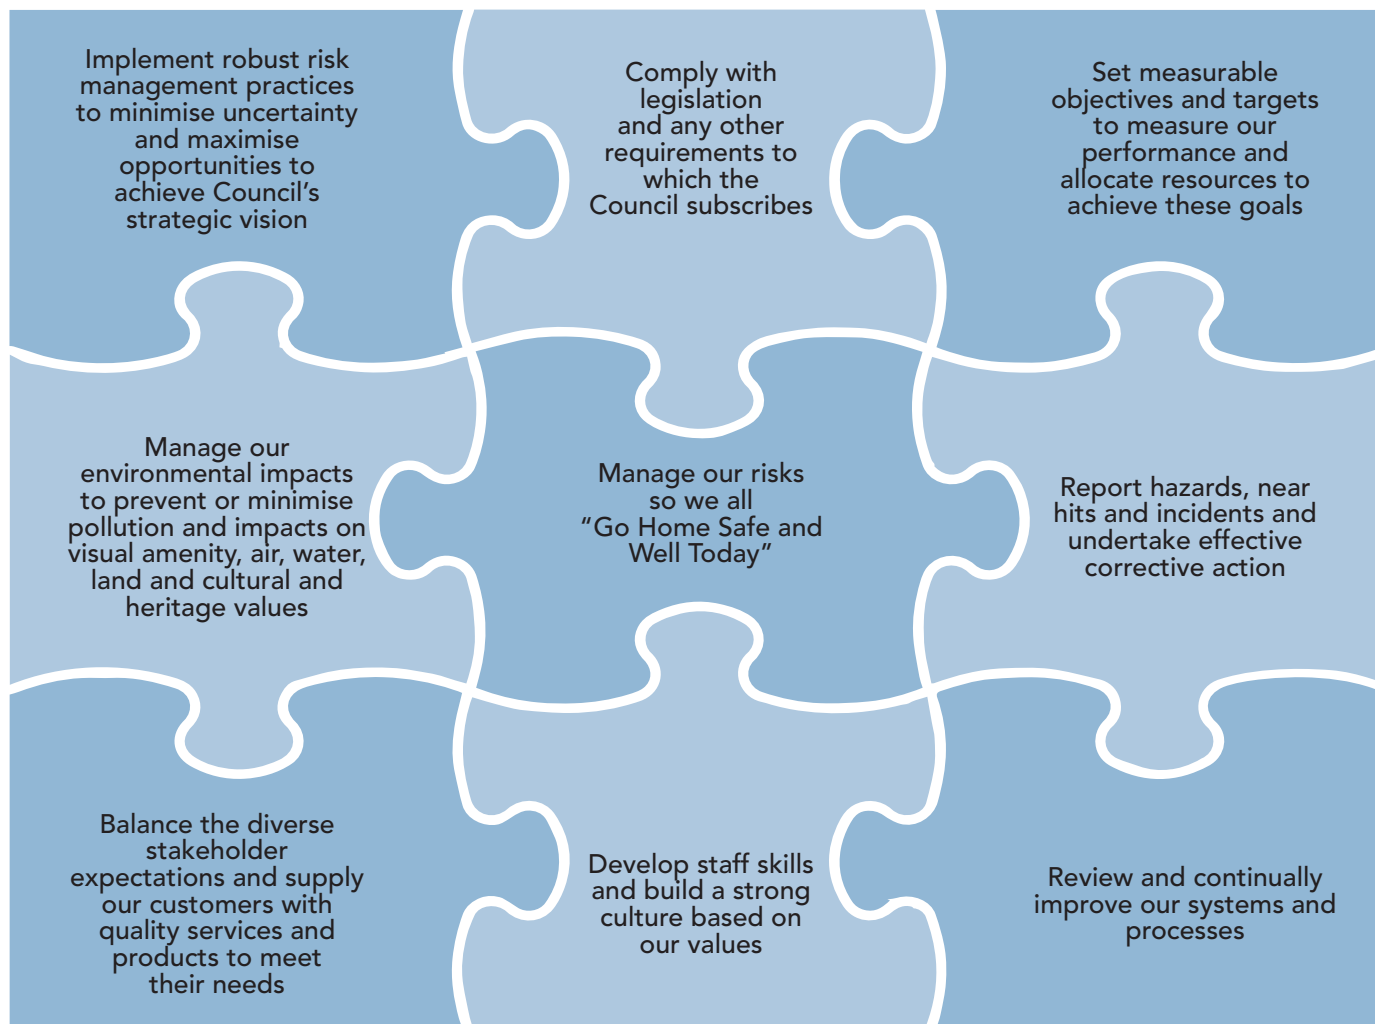 Implement robust risk
management practices
to minimise uncertainty
and maximise
opportunities to
achieve Council's
strategic vision
Comply with
legislation
and any other
requirements to
which the
Council subscribes
Set measurable
objectives and targets
to measure our
performance and
allocate resources to
achieve these goals
Manage our
environmental impacts
to prevent or minimise
pollution and impacts on
visual amenity, air, water,
land and cultural and
heritage values
Manage our risks
so we all
"Go Home Safe and
Well Today"
Report hazards, near
hits and incidents and
undertake effective
corrective action
Balance the diverse
stakeholder
expectations and supply
our customers with
quality services and
products to meet
their needs
Develop staff skills
and build a strong
culture based on
our values
Review and continually
improve our systems and
processes